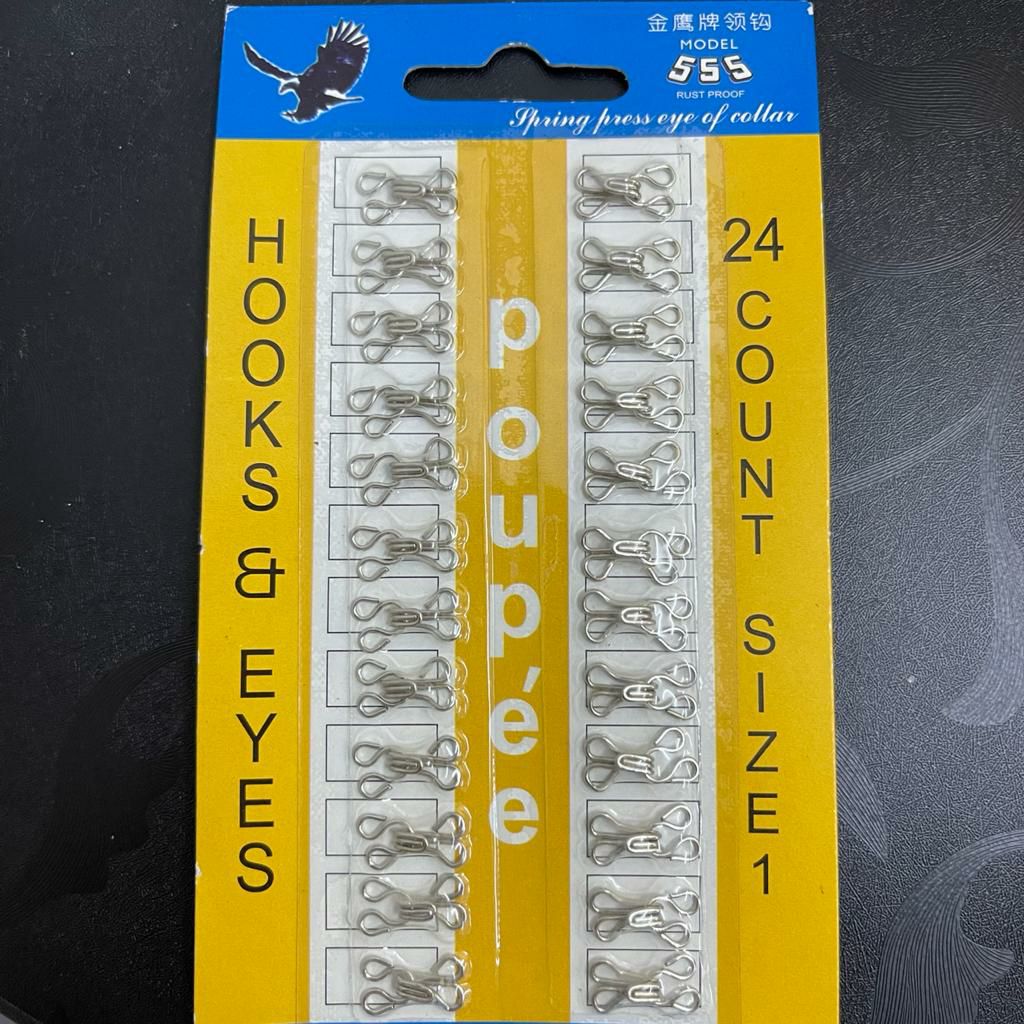 金鹰牌领钩
MODEL
555
RUST PROOF
Spring press eye of collar
HOOKS & EYES
poupée
24 COUNT SIZE 1